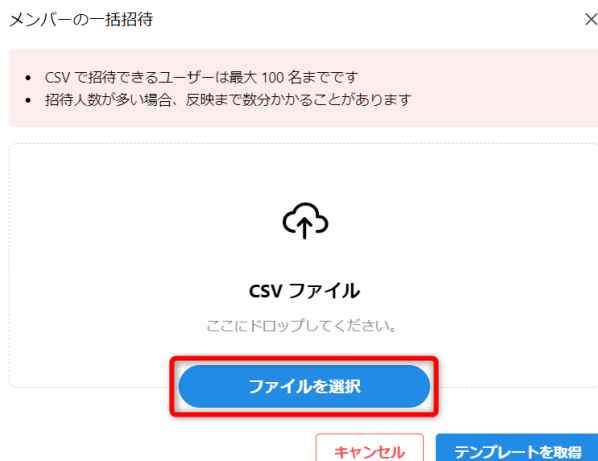 メンバーの一括招待
• CSV で招待できるユーザーは最大 100 名までです
• 招待人数が多い場合、反映まで数分かかることがあります
CSV ファイル
ここにドロップしてください。
ファイルを選択
キャンセル
テンプレートを取得